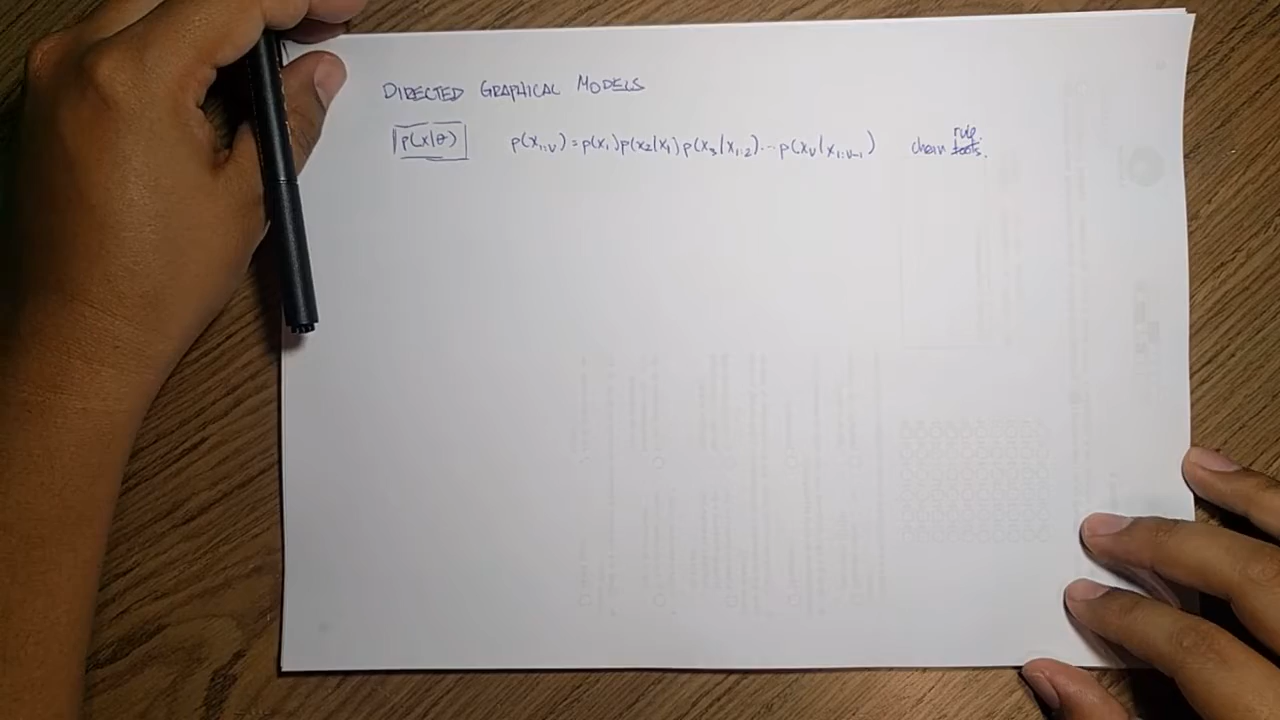 DIRECTED GRAPHICAL MODELS
p(x|θ) p(x₁:ᵥ) = p(x₁)p(x₂|x₁)p(x₃|x₁:₂)...p(xᵥ|x₁:ᵥ₋₁) chain rule.